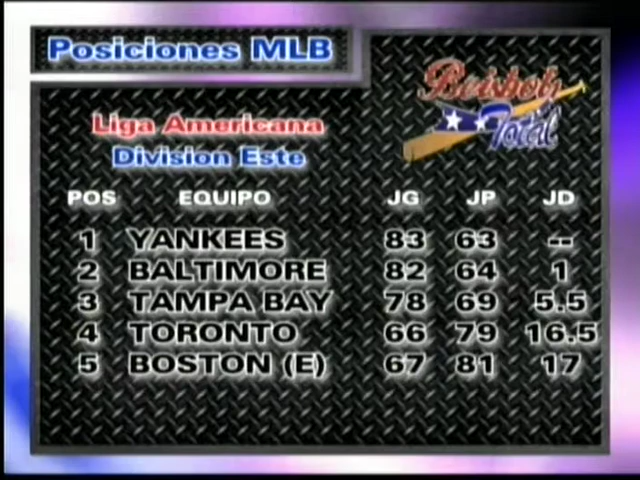 Posiciones MLB
Beisbol
Total
Liga Americana
Division Este
POS EQUIPO JG JP JD
1 YANKEES 83 63 --
2 BALTIMORE 82 64 1
3 TAMPA BAY 78 69 5.5
4 TORONTO 66 79 16.5
5 BOSTON (E) 67 81 17